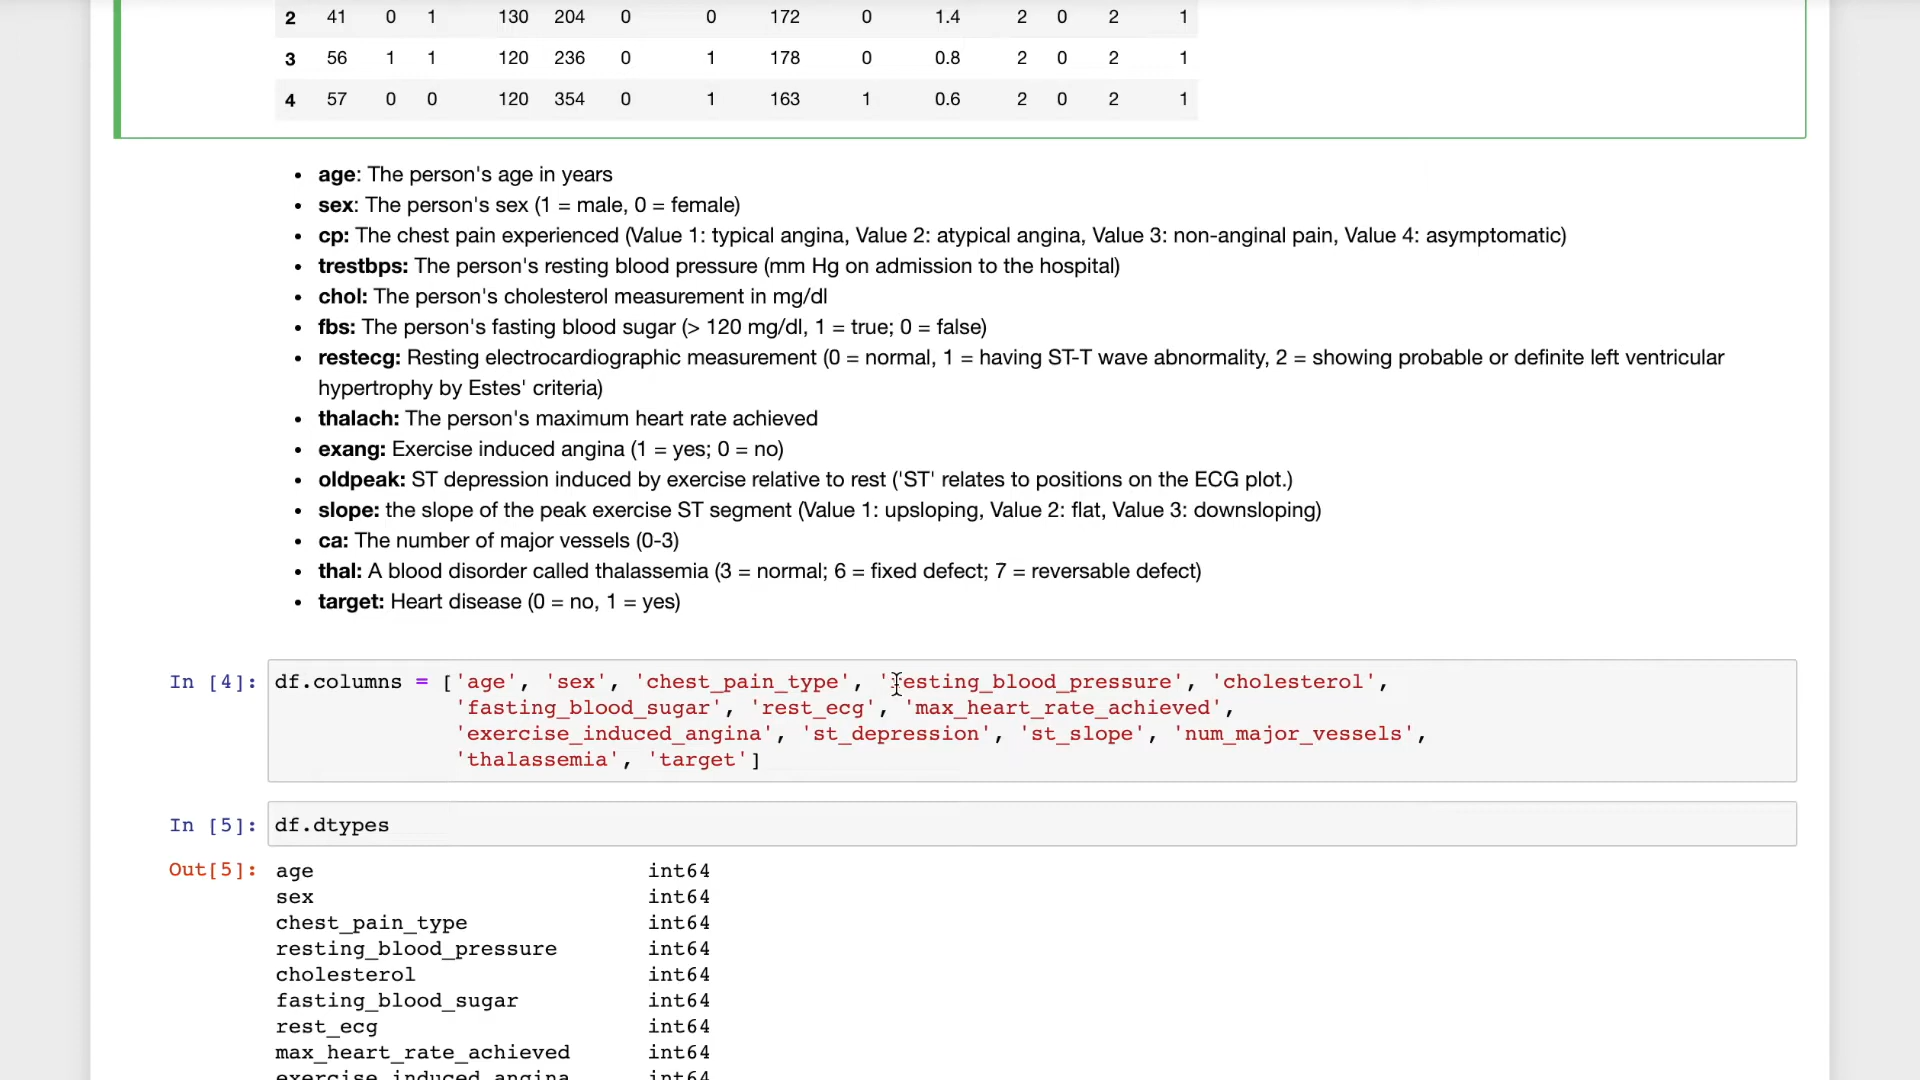 2 41 0 1 130 204 0 0 172 0 1.4 2 0 2 1
3 56 1 1 120 236 0 1 178 0 0.8 2 0 2 1
4 57 0 0 120 354 0 1 163 1 0.6 2 0 2 1
• age: The person's age in years
• sex: The person's sex (1 = male, 0 = female)
• cp: The chest pain experienced (Value 1: typical angina, Value 2: atypical angina, Value 3: non-anginal pain, Value 4: asymptomatic)
• trestbps: The person's resting blood pressure (mm Hg on admission to the hospital)
• chol: The person's cholesterol measurement in mg/dl
• fbs: The person's fasting blood sugar (> 120 mg/dl, 1 = true; 0 = false)
• restecg: Resting electrocardiographic measurement (0 = normal, 1 = having ST-T wave abnormality, 2 = showing probable or definite left ventricular
hypertrophy by Estes' criteria)
• thalach: The person's maximum heart rate achieved
• exang: Exercise induced angina (1 = yes; 0 = no)
• oldpeak: ST depression induced by exercise relative to rest ('ST' relates to positions on the ECG plot.)
• slope: the slope of the peak exercise ST segment (Value 1: upsloping, Value 2: flat, Value 3: downsloping)
• ca: The number of major vessels (0-3)
• thal: A blood disorder called thalassemia (3 = normal; 6 = fixed defect; 7 = reversable defect)
• target: Heart disease (0 = no, 1 = yes)
In [4]: df.columns = ['age', 'sex', 'chest_pain_type', 'resting_blood_pressure', 'cholesterol',
'fasting_blood_sugar', 'rest_ecg', 'max_heart_rate_achieved',
'exercise_induced_angina', 'st_depression', 'st_slope', 'num_major_vessels',
'thalassemia', 'target']
In [5]: df.dtypes
Out[5]: age int64
sex int64
chest_pain_type int64
resting_blood_pressure int64
cholesterol int64
fasting_blood_sugar int64
rest_ecg int64
max_heart_rate_achieved int64
exercise_induced_angina int64